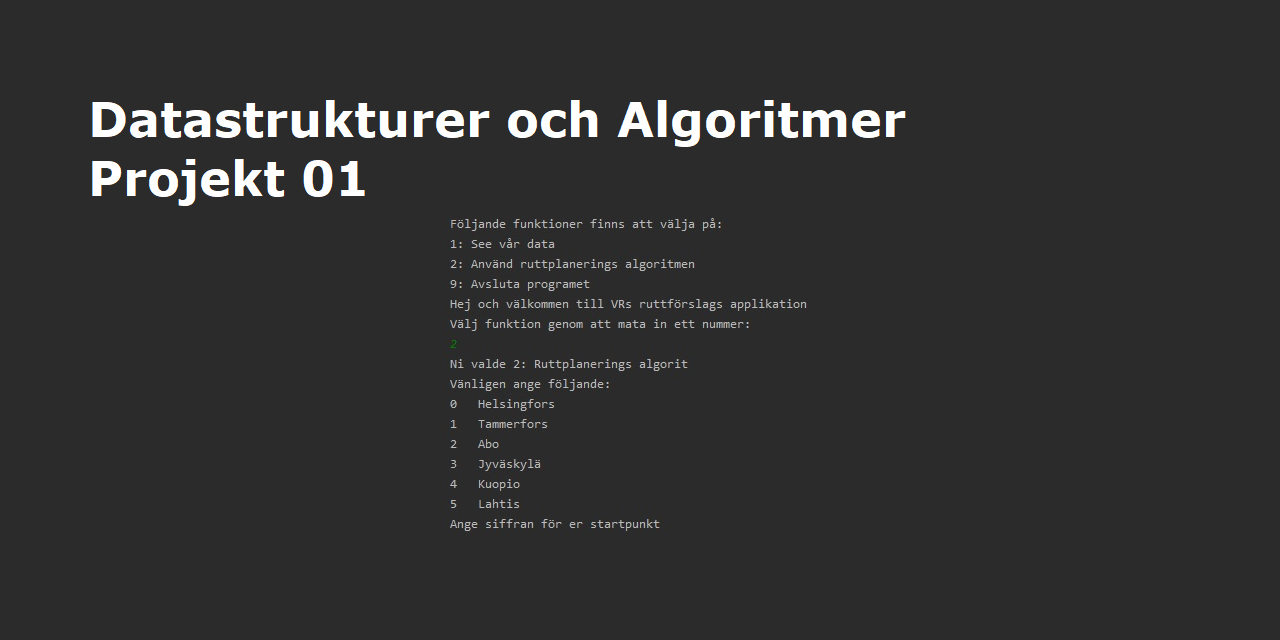 Datastrukturer och Algoritmer
Projekt 01
Följande funktioner finns att välja på:
1: See vår data
2: Använd ruttplanerings algoritmen
9: Avsluta programet
Hej och välkommen till VRs ruttförslags applikation
Välj funktion genom att mata in ett nummer:
2
Ni valde 2: Ruttplanerings algorit
Vänligen ange följande:
0   Helsingfors
1   Tammerfors
2   Abo
3   Jyväskylä
4   Kuopio
5   Lahtis
Ange siffran för er startpunkt